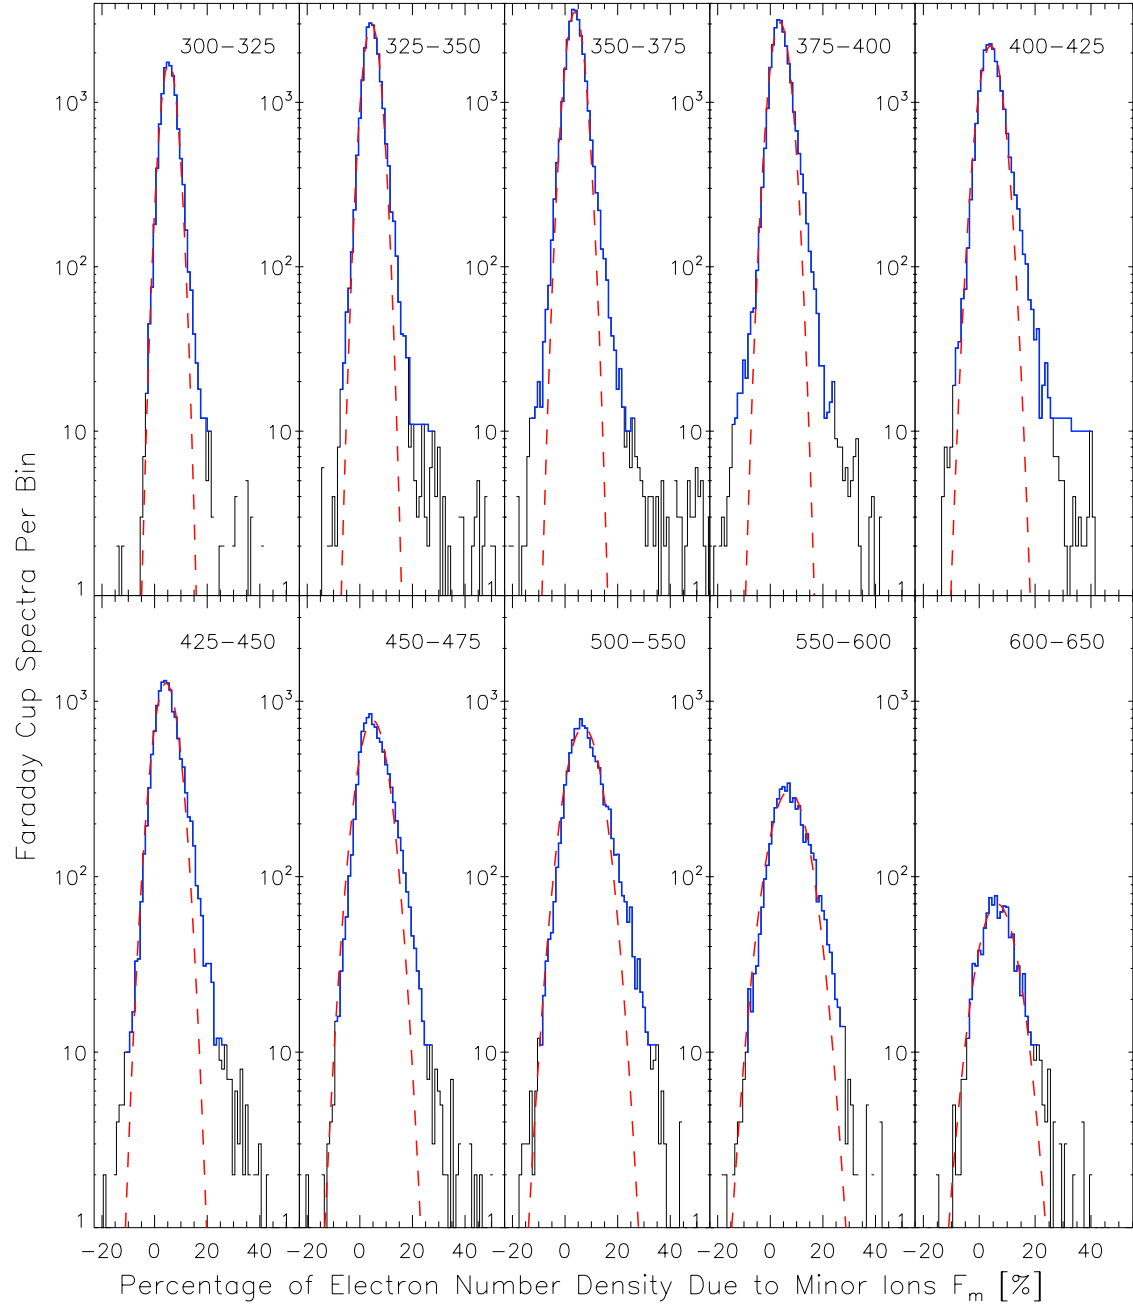 300−325 325−350 350−375 375−400 400−425
10³ 10³ 10³ 10³ 10³
10² 10² 10² 10² 10²
10 10 10 10 10
1 1 1 1 1
425−450 450−475 500−550 550−600 600−650
10³ 10³ 10³ 10³ 10³
10² 10² 10² 10² 10²
10 10 10 10 10
1 1 1 1 1
−20 0 20 40 −20 0 20 40 −20 0 20 40 −20 0 20 40 −20 0 20 40
Faraday Cup Spectra Per Bin
Percentage of Electron Number Density Due to Minor Ions Fₘ [%]